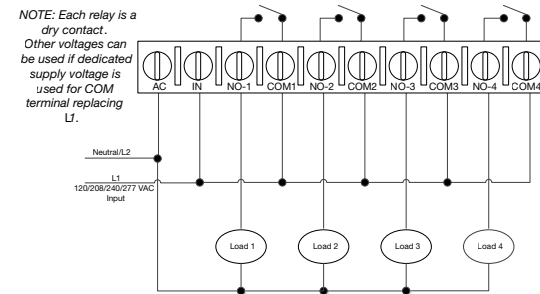 NOTE: Each relay is a
dry contact.
Other voltages can
be used if dedicated
supply voltage is
used for COM
terminal replacing
L1.
AC IN NO-1 COM1 NO-2 COM2 NO-3 COM3 NO-4 COM4
Neutral/L2
L1
120/208/240/277 VAC
Input
Load 1 Load 2 Load 3 Load 4